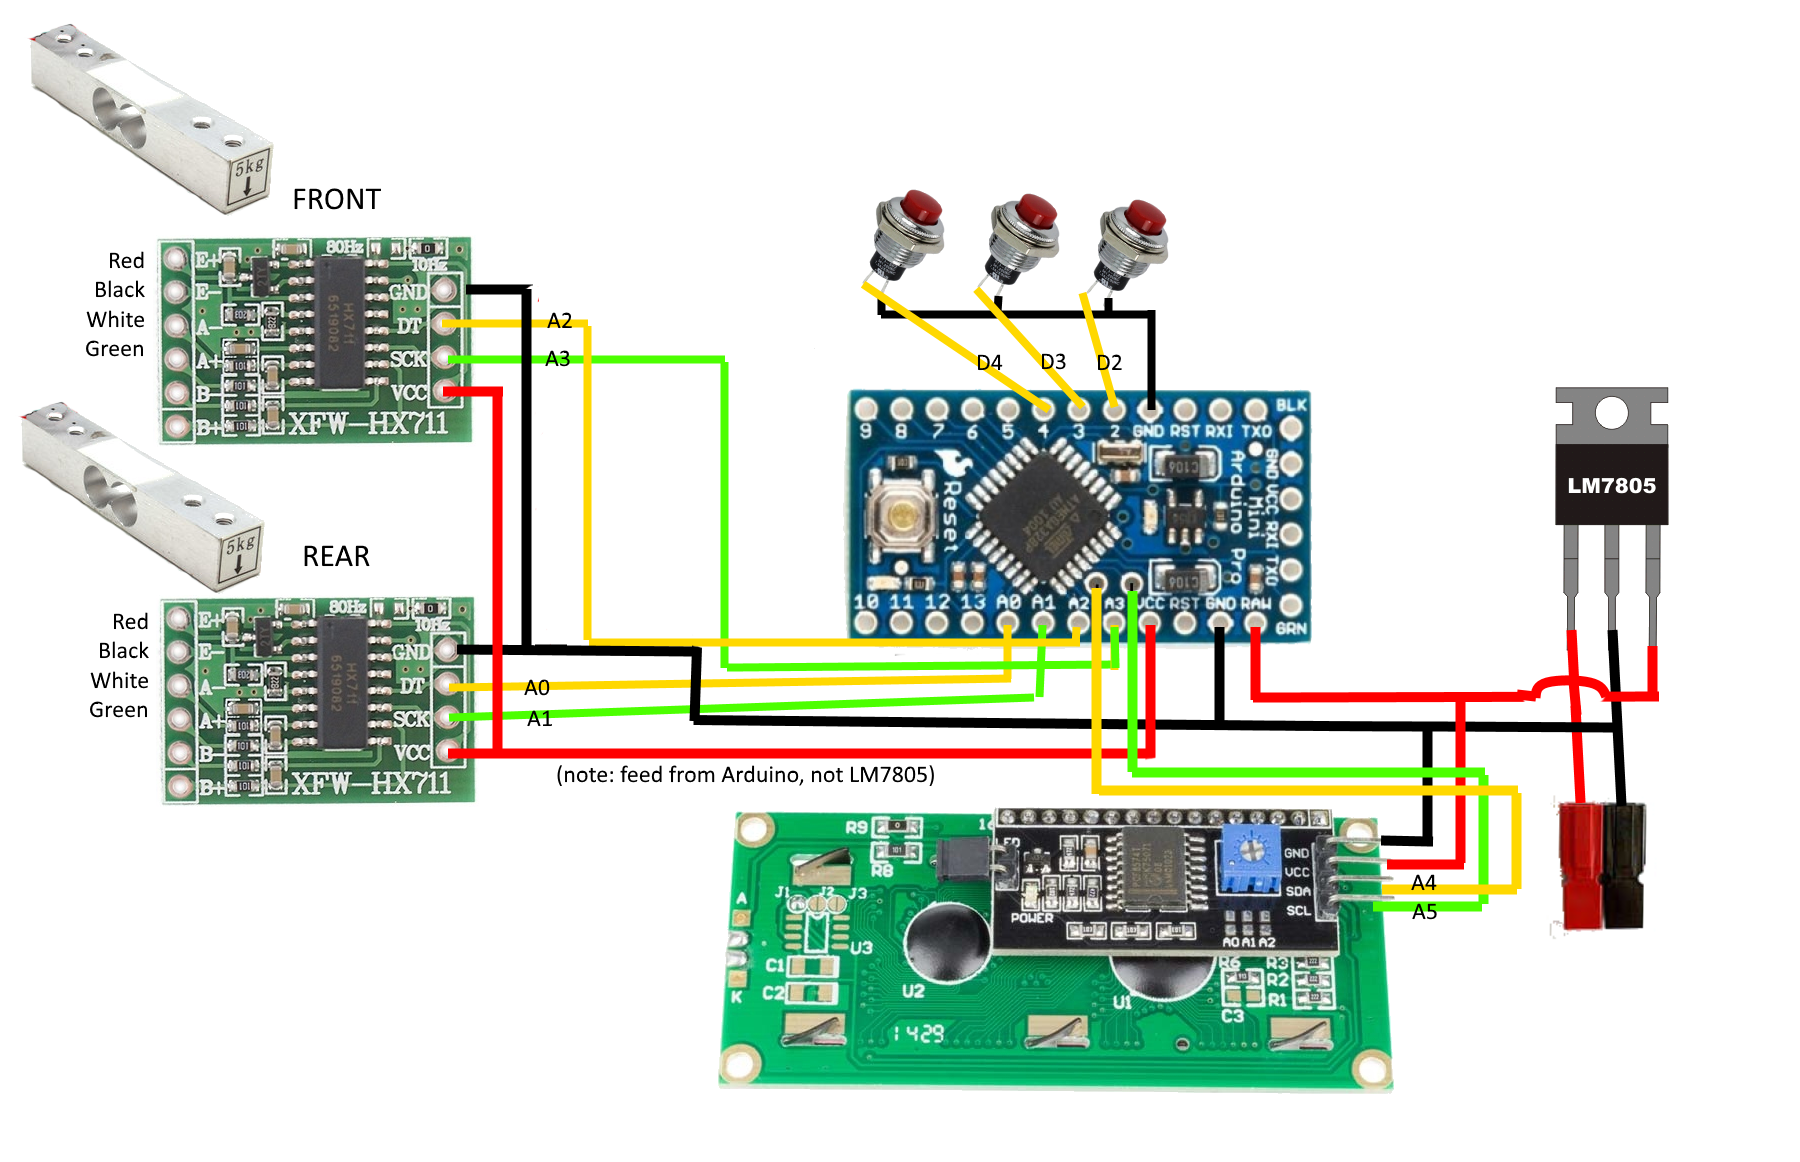 5kg
FRONT
Red
Black
White
Green
E+
E-
A-
A+
B-
B+
80Hz
10Hz
GND
DT
SCK
VCC
HX711
6519082
XFW-HX711
A2
A3
5kg
REAR
Red
Black
White
Green
E+
E-
A-
A+
B-
B+
80Hz
10Hz
GND
DT
SCK
VCC
HX711
6519082
XFW-HX711
A0
A1
(note: feed from Arduino, not LM7805)
D4
D3
D2
9 8 7 6 5 4 3 2 GND RST RXI TXO
BLK
GND VCC RXI TXO
GRN
Reset
Arduino Pro
Mini
C106
C106
10 11 12 13 A0 A1 A2 A3 VCC RST GND RAW
LM7805
R9
R8
16
LED
POWER
GND
VCC
SDA
SCL
A0 A1 A2
A4
A5
J1 J2 J3
A
K
U3
C1
C2
U2
U1
R6
R3
R2
R1
C3
1429